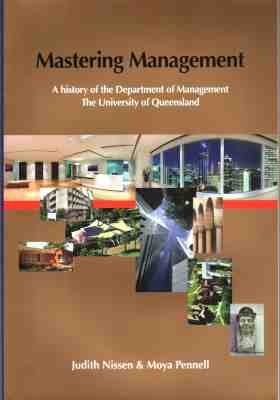 Mastering Management
A history of the Department of Management
The University of Queensland
Judith Nissen & Moya Pennell